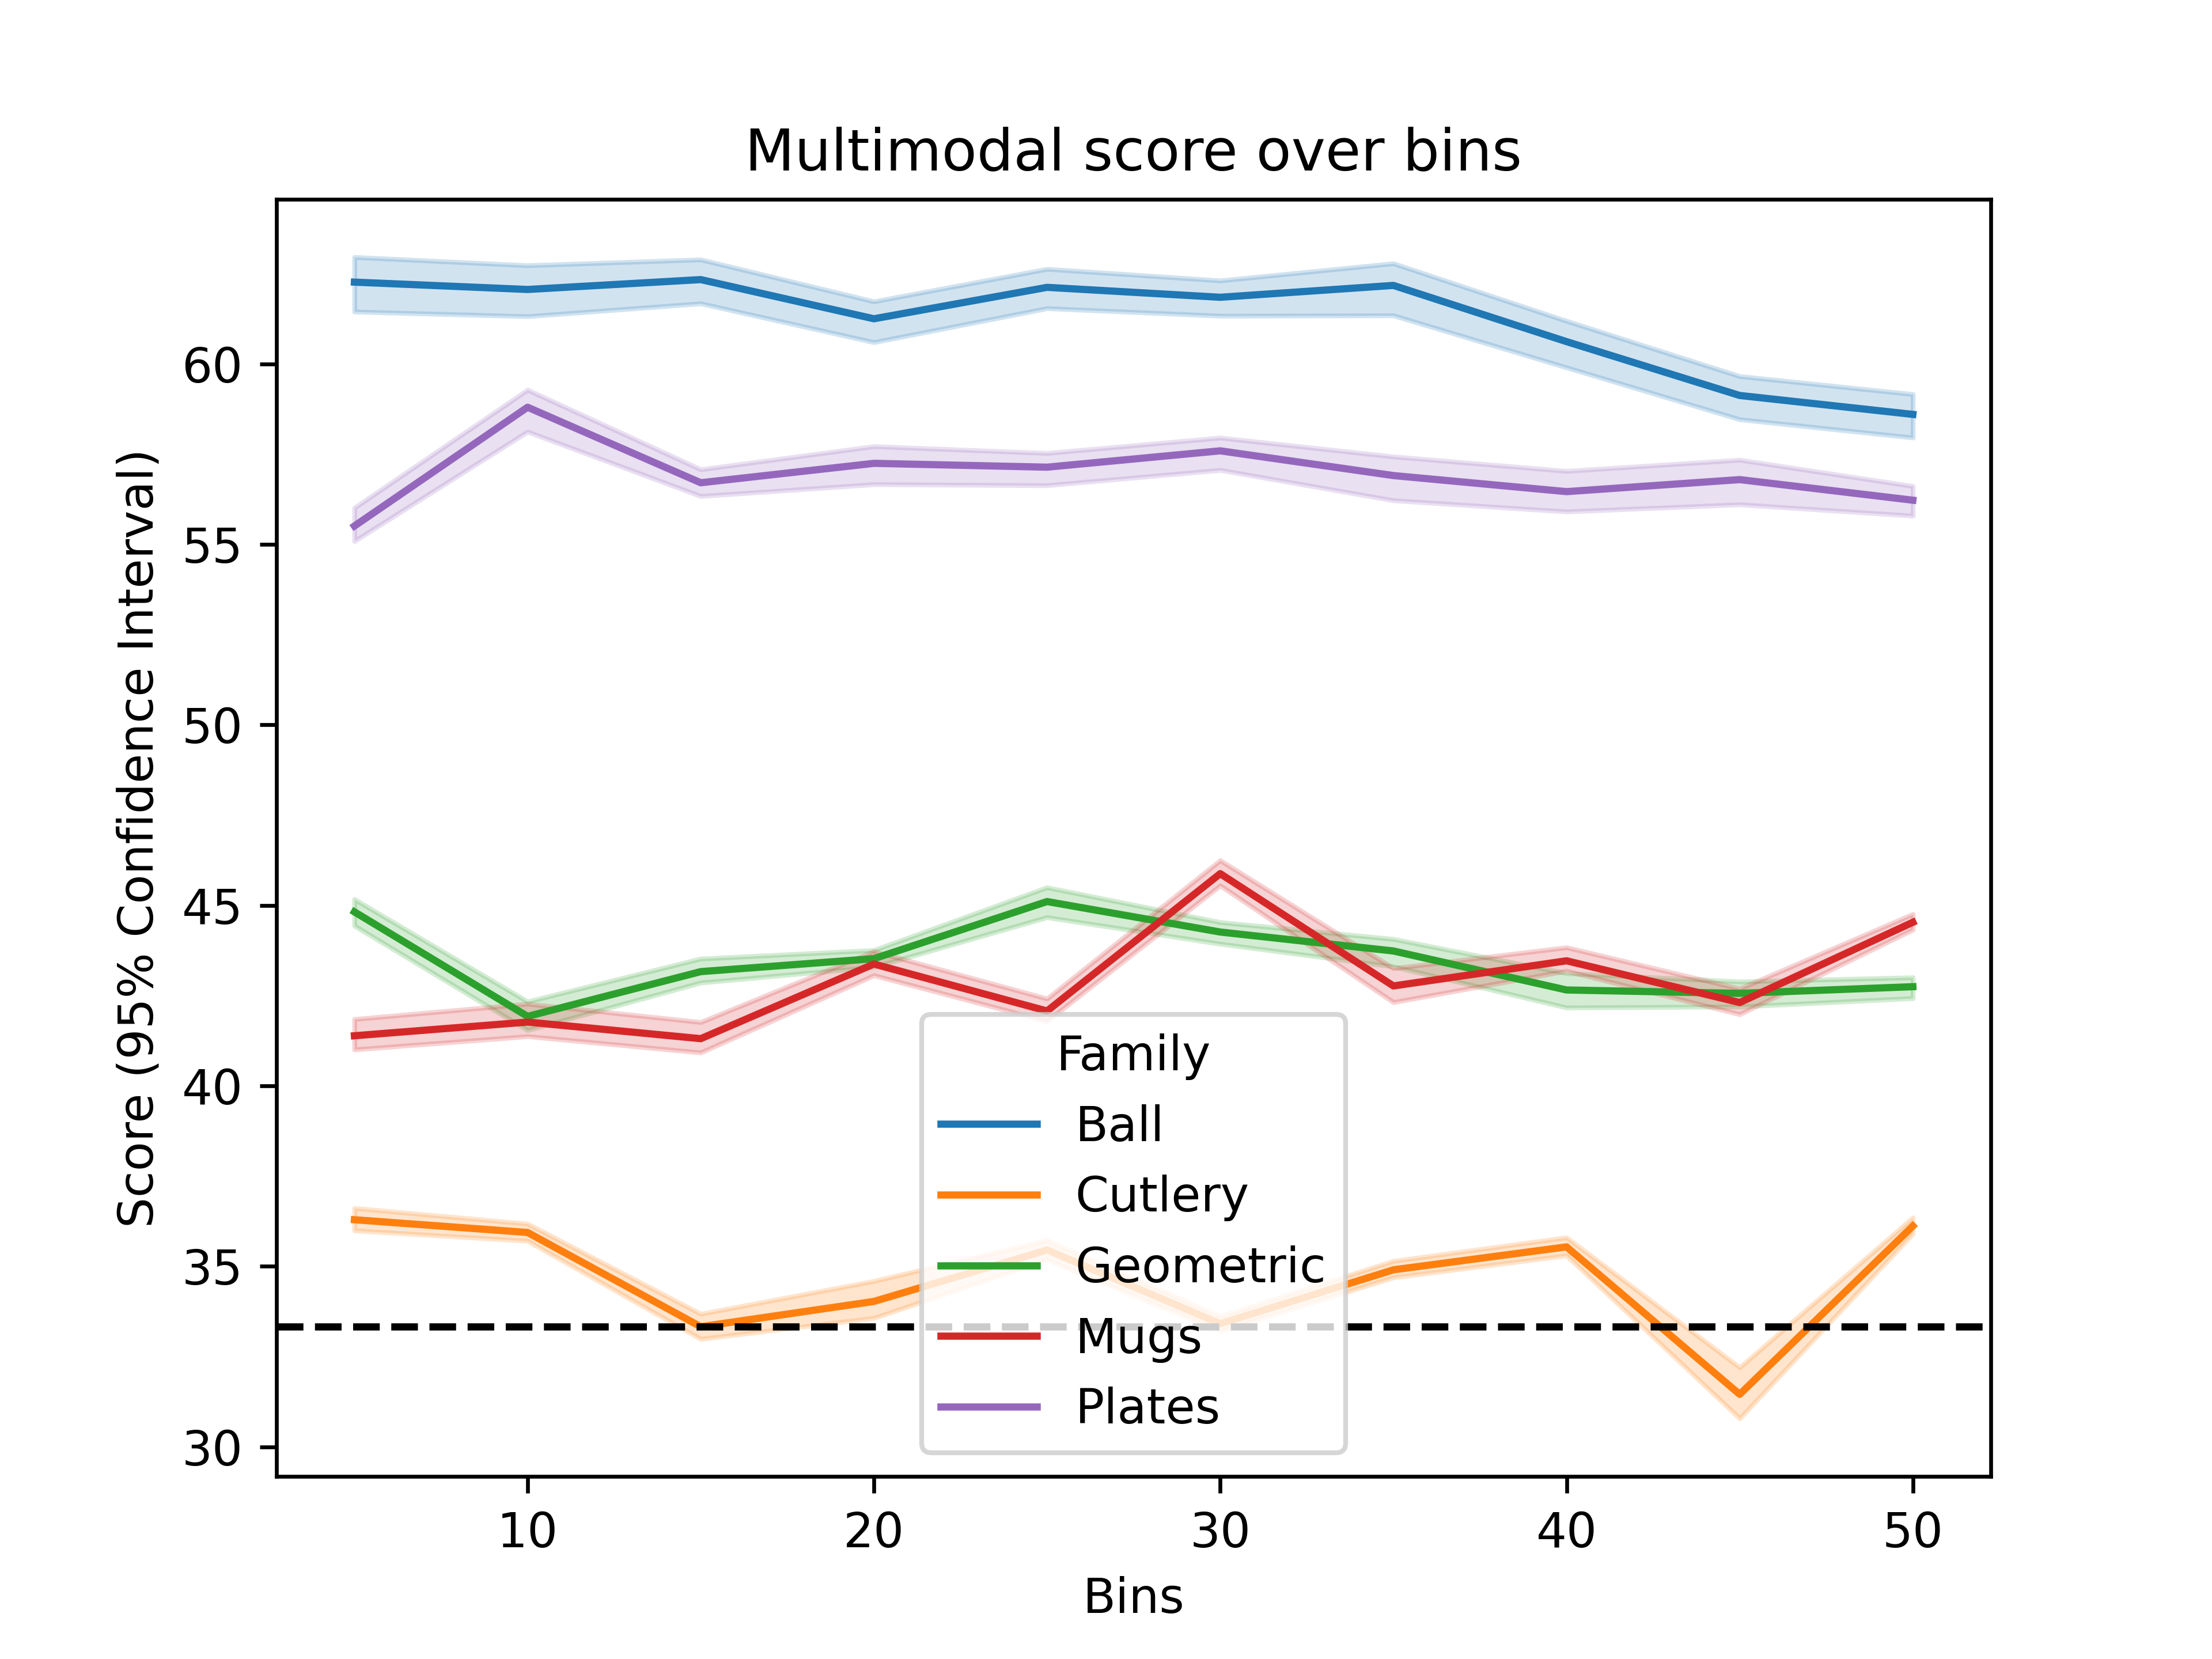 Multimodal score over bins
Score (95% Confidence Interval)
60
55
50
45
40
35
30
Family
Ball
Cutlery
Geometric
Mugs
Plates
10 20 30 40 50
Bins